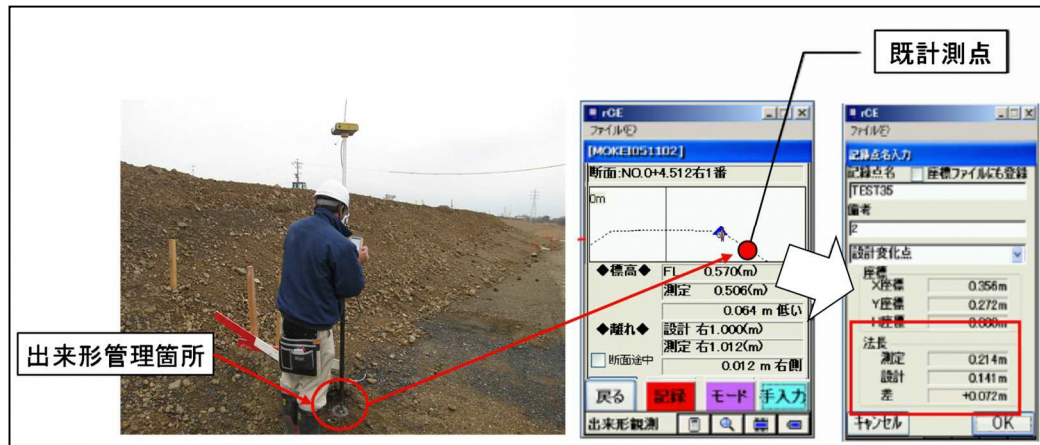 既計測点
出来形管理箇所
rGE
ファイル(F)
[MOKEI051102]
断面:NO.0+4.512右1番
0m
◆標高◆ FL 0.570(m)
測定 0.506(m)
0.064 m 低い
◆離れ◆ 設計 右1.000(m)
測定 右1.012(m)
断面途中
0.012 m 右側
戻る 記録 モード 手入力
出来形観測
rGE
ファイル(F)
記録点名入力
記録点名 座標ファイルにも登録
TEST35
備考
2
設計変化点
座標
X座標 0.356m
Y座標 0.272m
法長
測定 0.214m
設計 0.141m
差 +0.072m
キャンセル OK